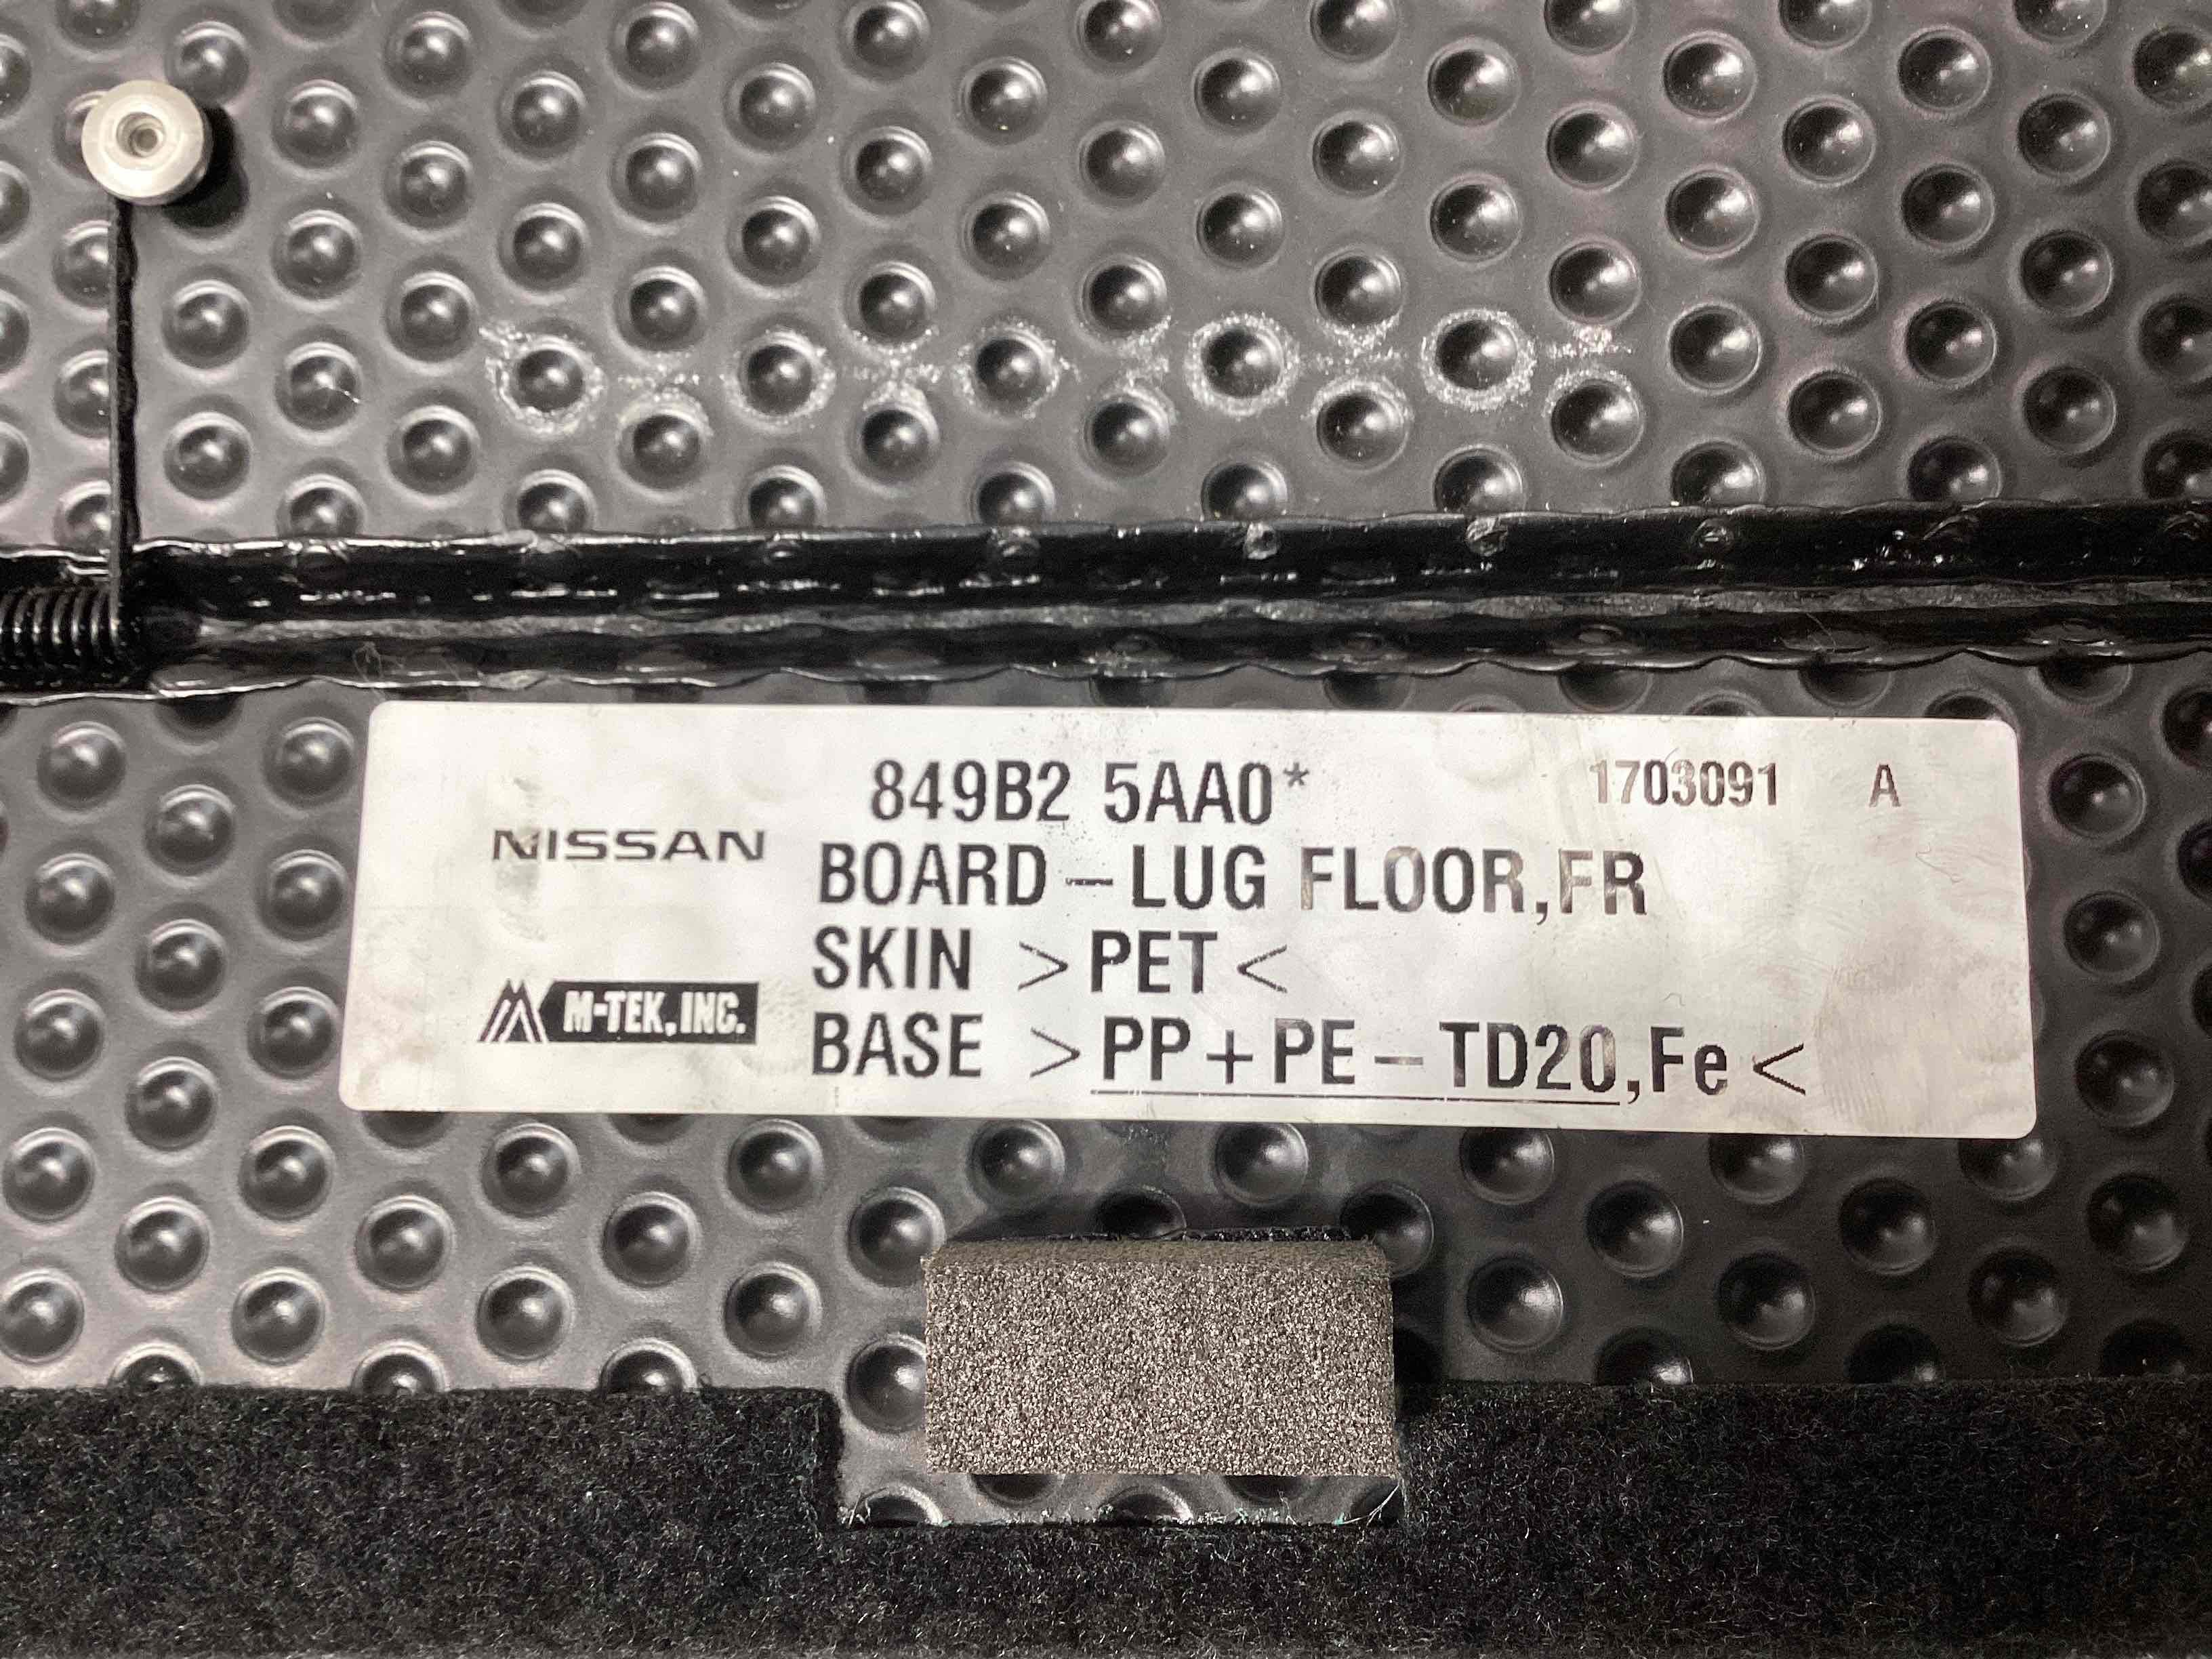 849B2 5AA0* 1703091 A
NISSAN
BOARD-LUG FLOOR,FR
SKIN >PET<
M-TEK, INC.
BASE >PP+PE-TD20,Fe<